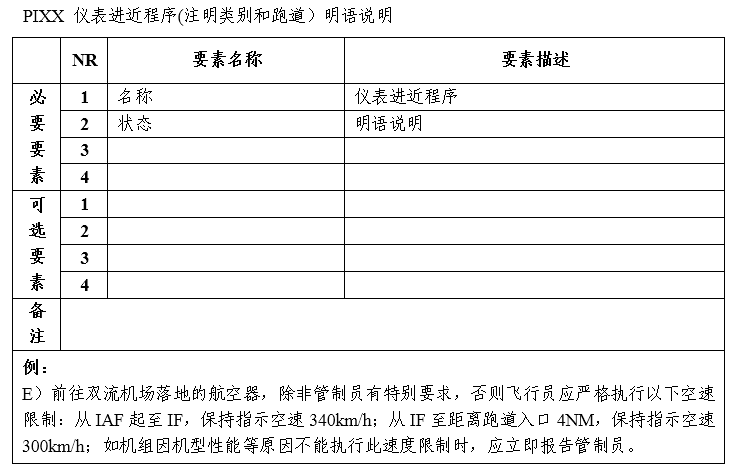 PIXX 仪表进近程序(注明类别和跑道）明语说明
NR 要素名称 要素描述
必要要素
1 名称 仪表进近程序
2 状态 明语说明
3
4
可选要素
1
2
3
4
备注
例：
E）前往双流机场落地的航空器，除非管制员有特别要求，否则飞行员应严格执行以下空速
限制：从 IAF 起至 IF，保持指示空速 340km/h；从 IF 至距离跑道入口 4NM，保持指示空速
300km/h；如机组因机型性能等原因不能执行此速度限制时，应立即报告管制员。